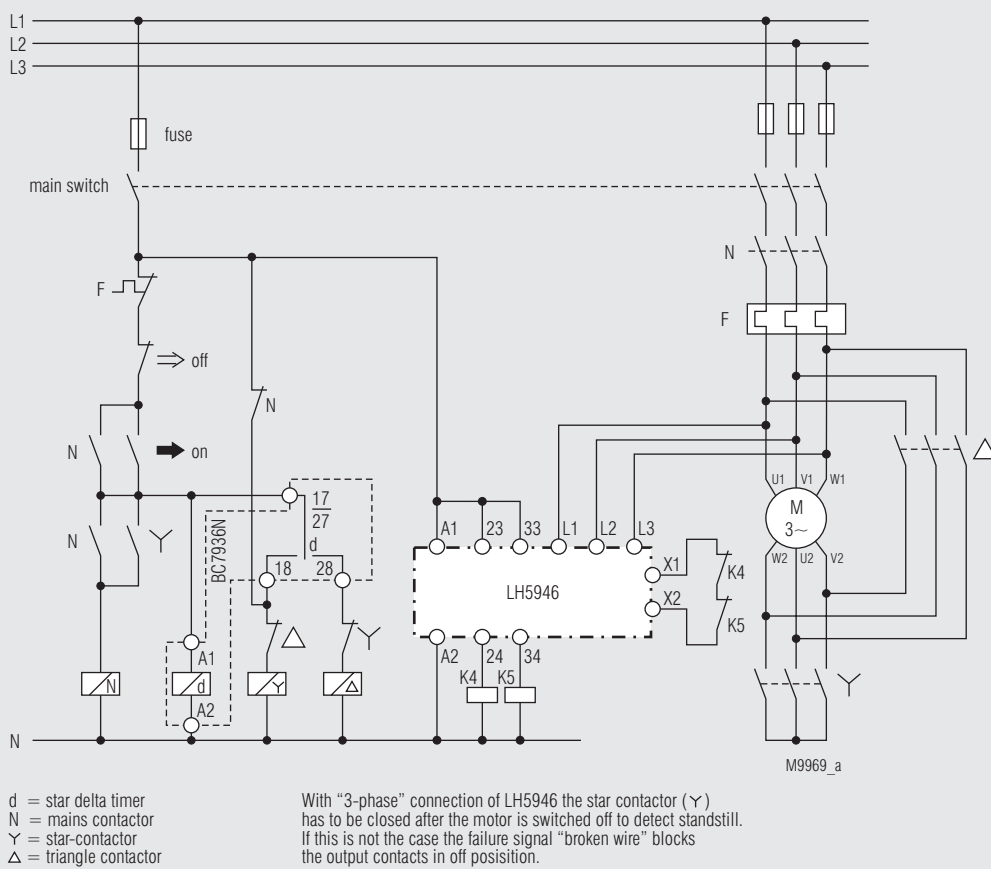 L1
L2
L3
fuse
main switch
N
F
F
off
N
N
on
U1 V1 W1
M
3~
17
27
BC7936N
d
A1 23 33 L1 L2 L3
N
18 28
X1
K4
LH5946
X2
K5
W2 U2 V2
A1
A2 24 34
N
d
K4 K5
A2
N
M9969_a
d = star delta timer
N = mains contactor
Y = star-contactor
△ = triangle contactor
With “3-phase” connection of LH5946 the star contactor (Y)
has to be closed after the motor is switched off to detect standstill.
If this is not the case the failure signal “broken wire” blocks
the output contacts in off posisition.